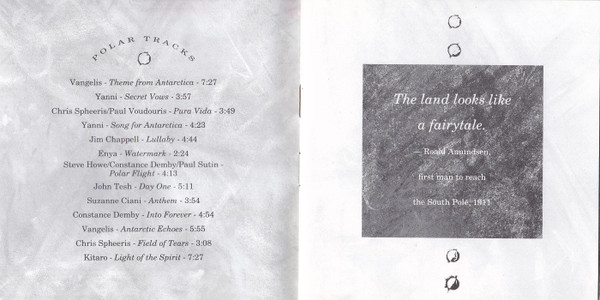 POLAR TRACKS
Vangelis - Theme from Antarctica - 7:27
Yanni - Secret Vows - 3:57
Chris Spheeris/Paul Voudouris - Pura Vida - 3:49
Yanni - Song for Antarctica - 4:23
Jim Chappell - Lullaby - 4:44
Enya - Watermark - 2:24
Steve Howe/Constance Demby/Paul Sutin -
Polar Flight - 4:13
John Tesh - Day One - 5:11
Suzanne Ciani - Anthem - 3:54
Constance Demby - Into Forever - 4:54
Vangelis - Antarctic Echoes - 5:55
Chris Spheeris - Field of Tears - 3:08
Kitaro - Light of the Spirit - 7:27
The land looks like
a fairytale.
— Roald Amundsen,
first man to reach
the South Pole, 1911